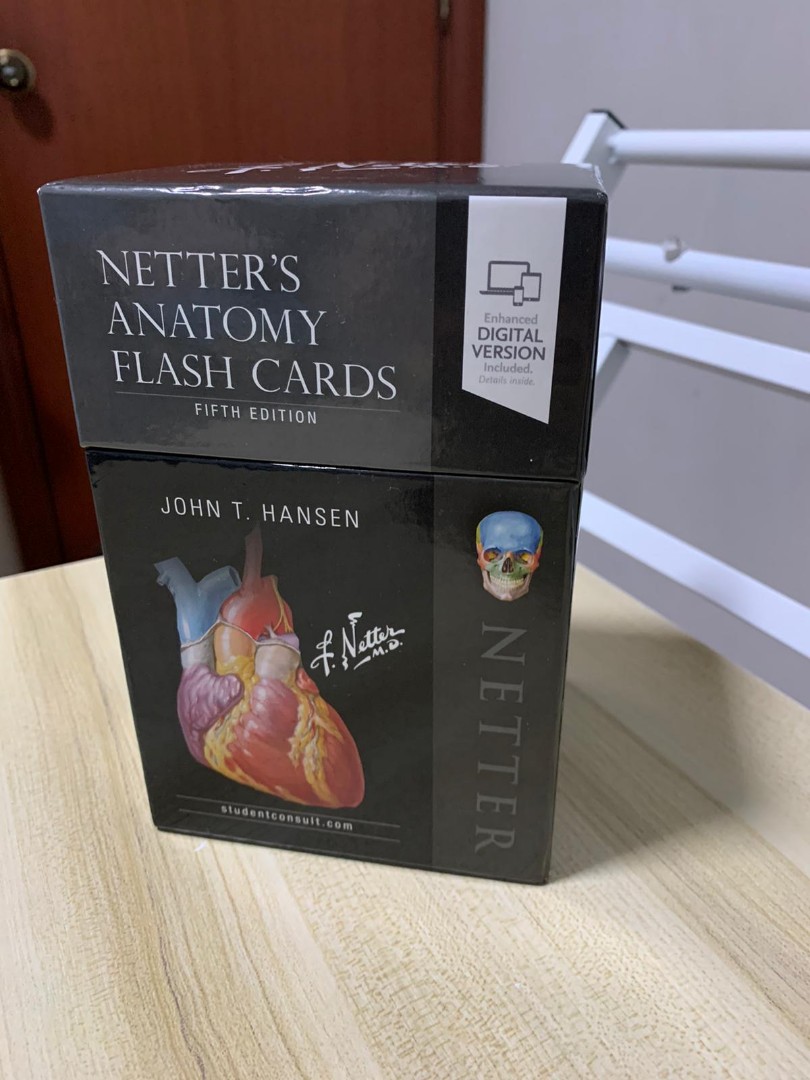 NETTER'S
ANATOMY
FLASH CARDS
FIFTH EDITION
Enhanced
DIGITAL
VERSION
Included.
Details inside.
JOHN T. HANSEN
F. Netter
M.D.
studentconsult.com
NETTER